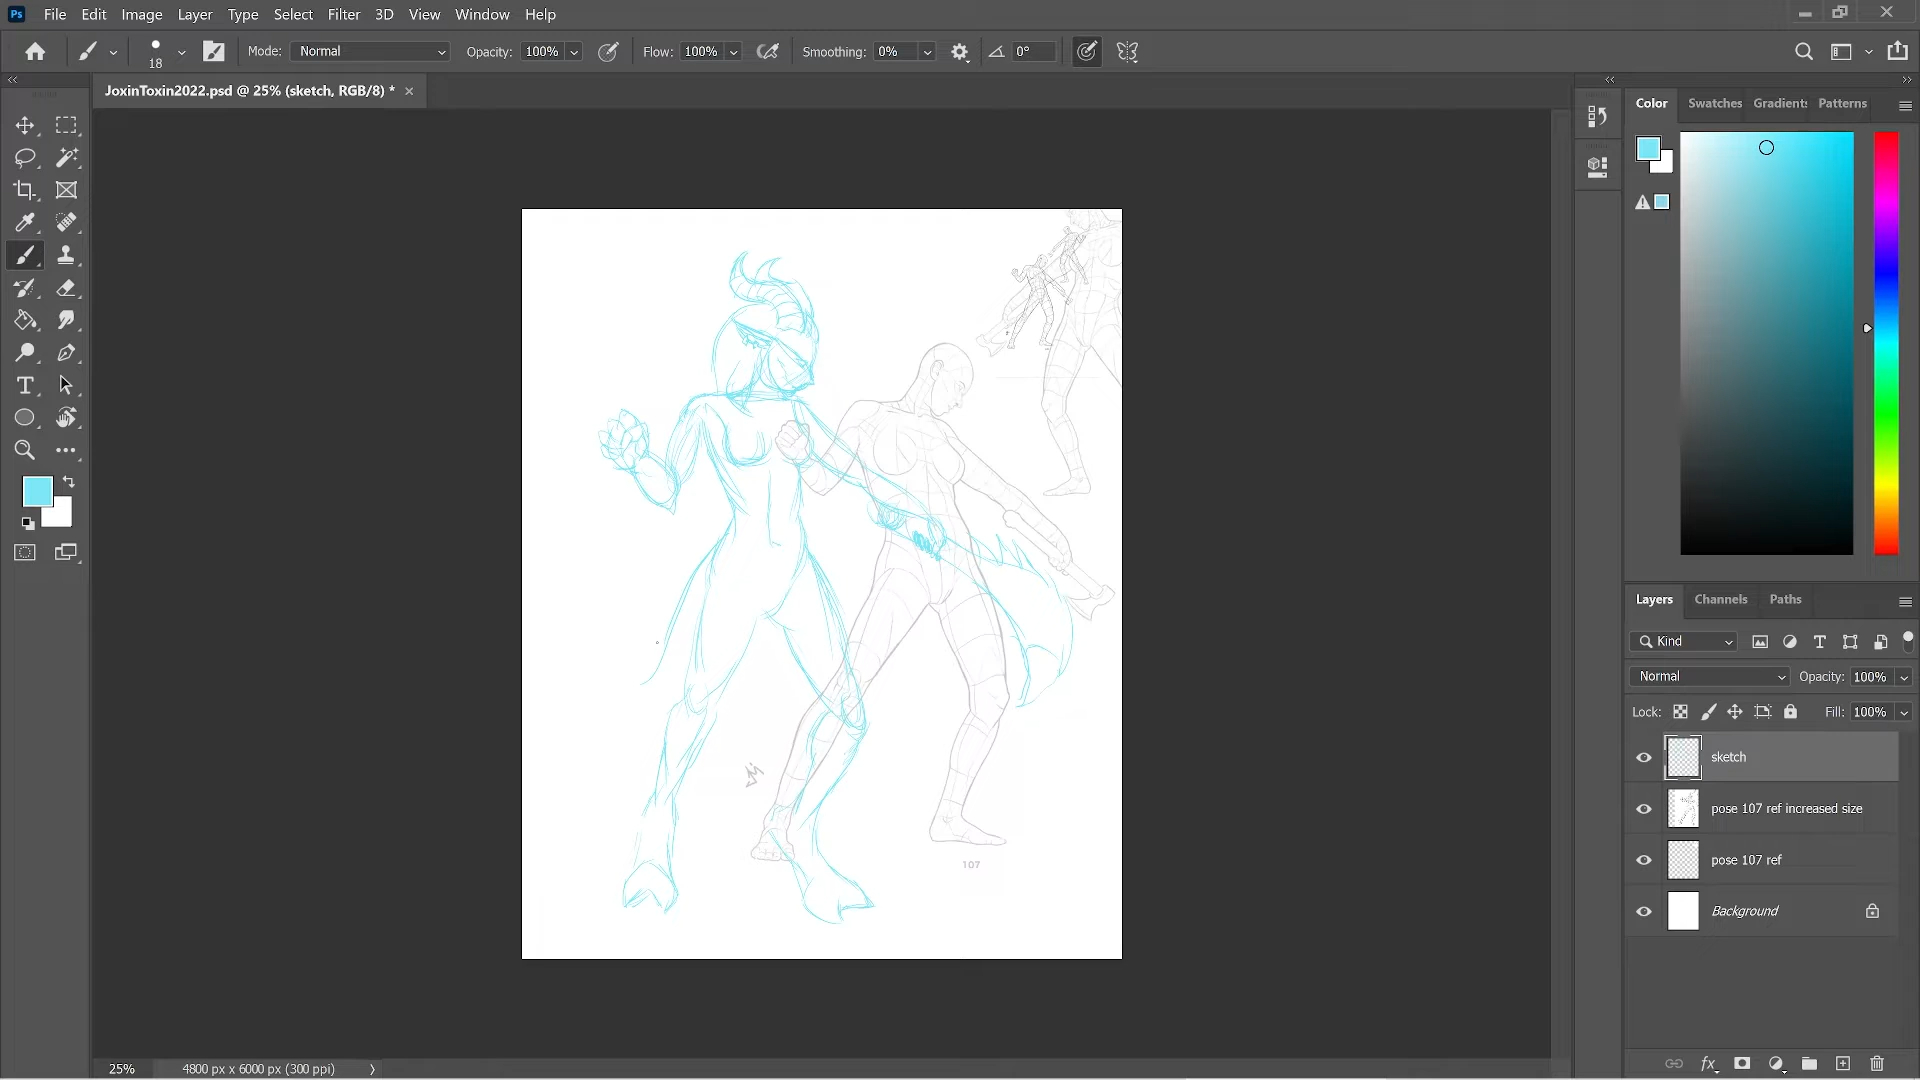 Ps File Edit Image Layer Type Select Filter 3D View Window Help
18 Mode: Normal Opacity: 100% Flow: 100% Smoothing: 0% 0°
JoxinToxin2022.psd @ 25% (sketch, RGB/8) * ×
Color Swatches Gradients Patterns
Layers Channels Paths
Kind
Normal Opacity: 100%
Lock: Fill: 100%
sketch
pose 107 ref increased size
pose 107 ref
Background
107
25% 4800 px x 6000 px (300 ppi)
fx